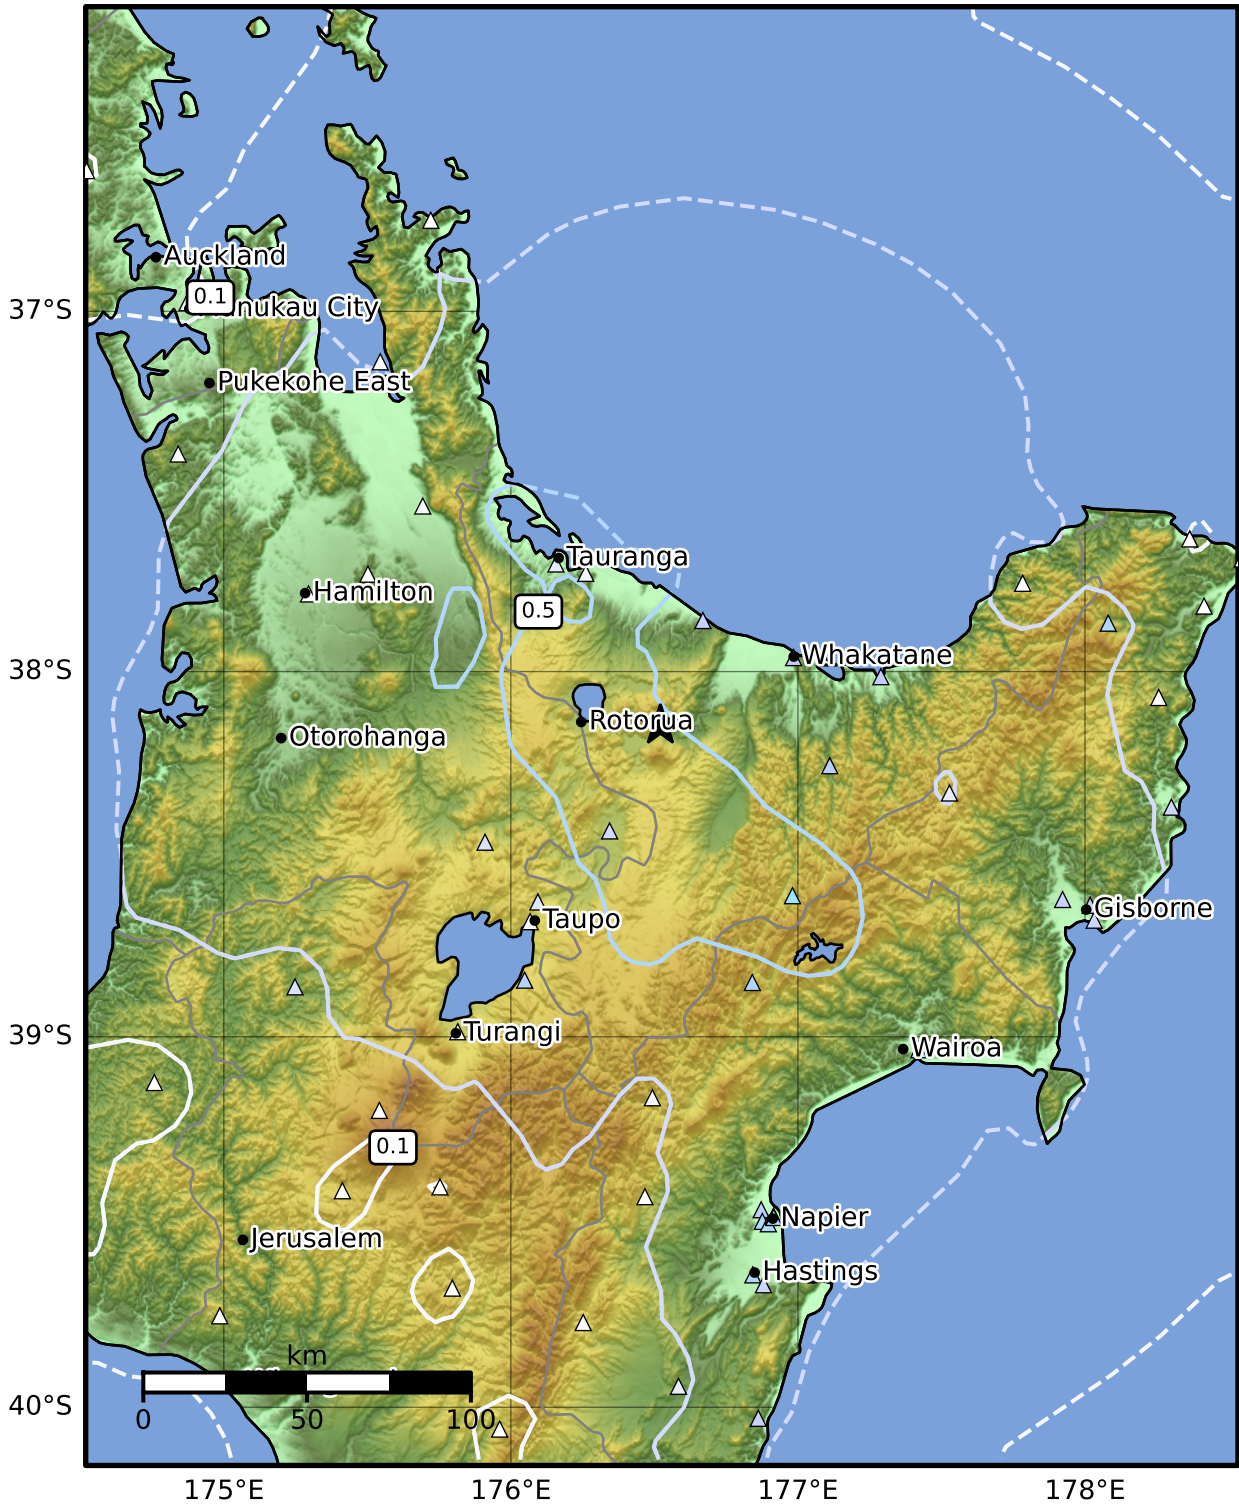 Auckland
0.1
nukau City
37°S
Pukekohe East
Tauranga
Hamilton
0.5
Whakatane
38°S
Rotorua
Otorohanga
Gisborne
Taupo
Turangi
39°S
Wairoa
0.1
Napier
Jerusalem
Hastings
km
40°S
0 50 100
175°E 176°E 177°E 178°E